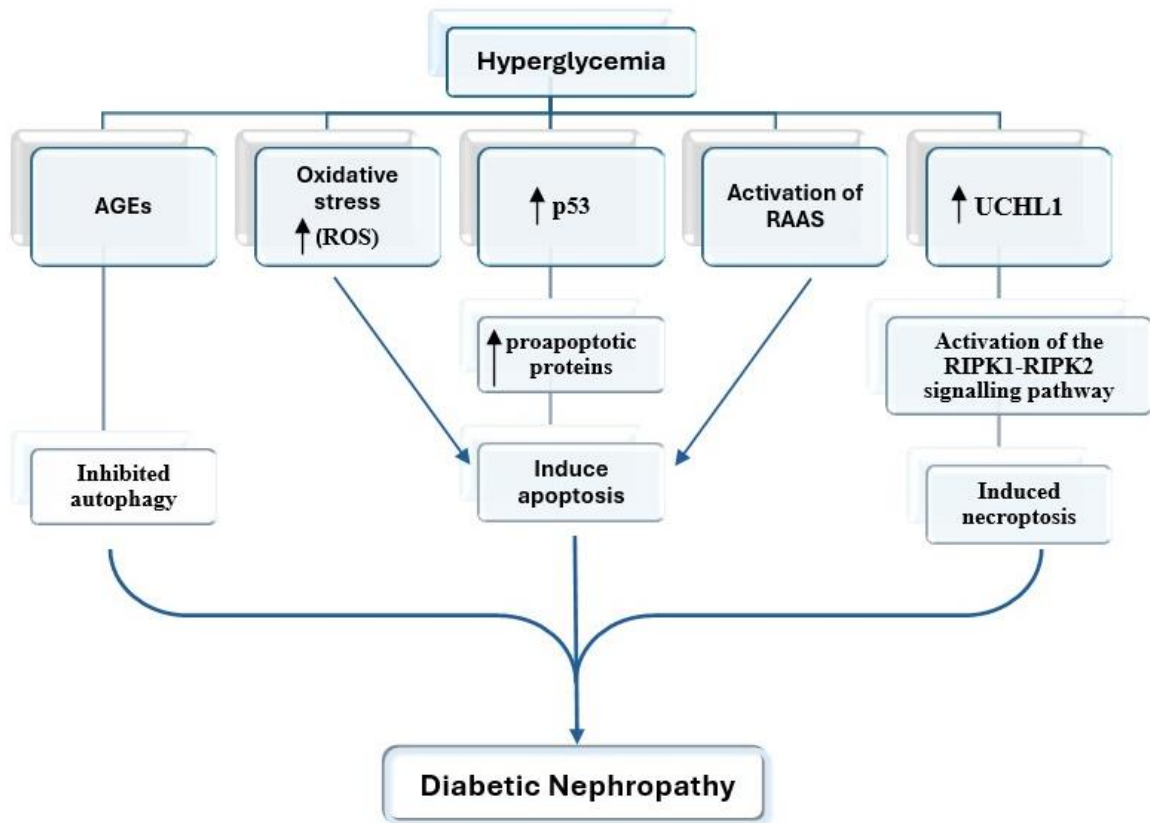 Hyperglycemia
AGEs
Oxidative
stress
(ROS)
p53
Activation of
RAAS
UCHL1
proapoptotic
proteins
Activation of the
RIPK1-RIPK2
signalling pathway
Inhibited
autophagy
Induce
apoptosis
Induced
necroptosis
Diabetic Nephropathy